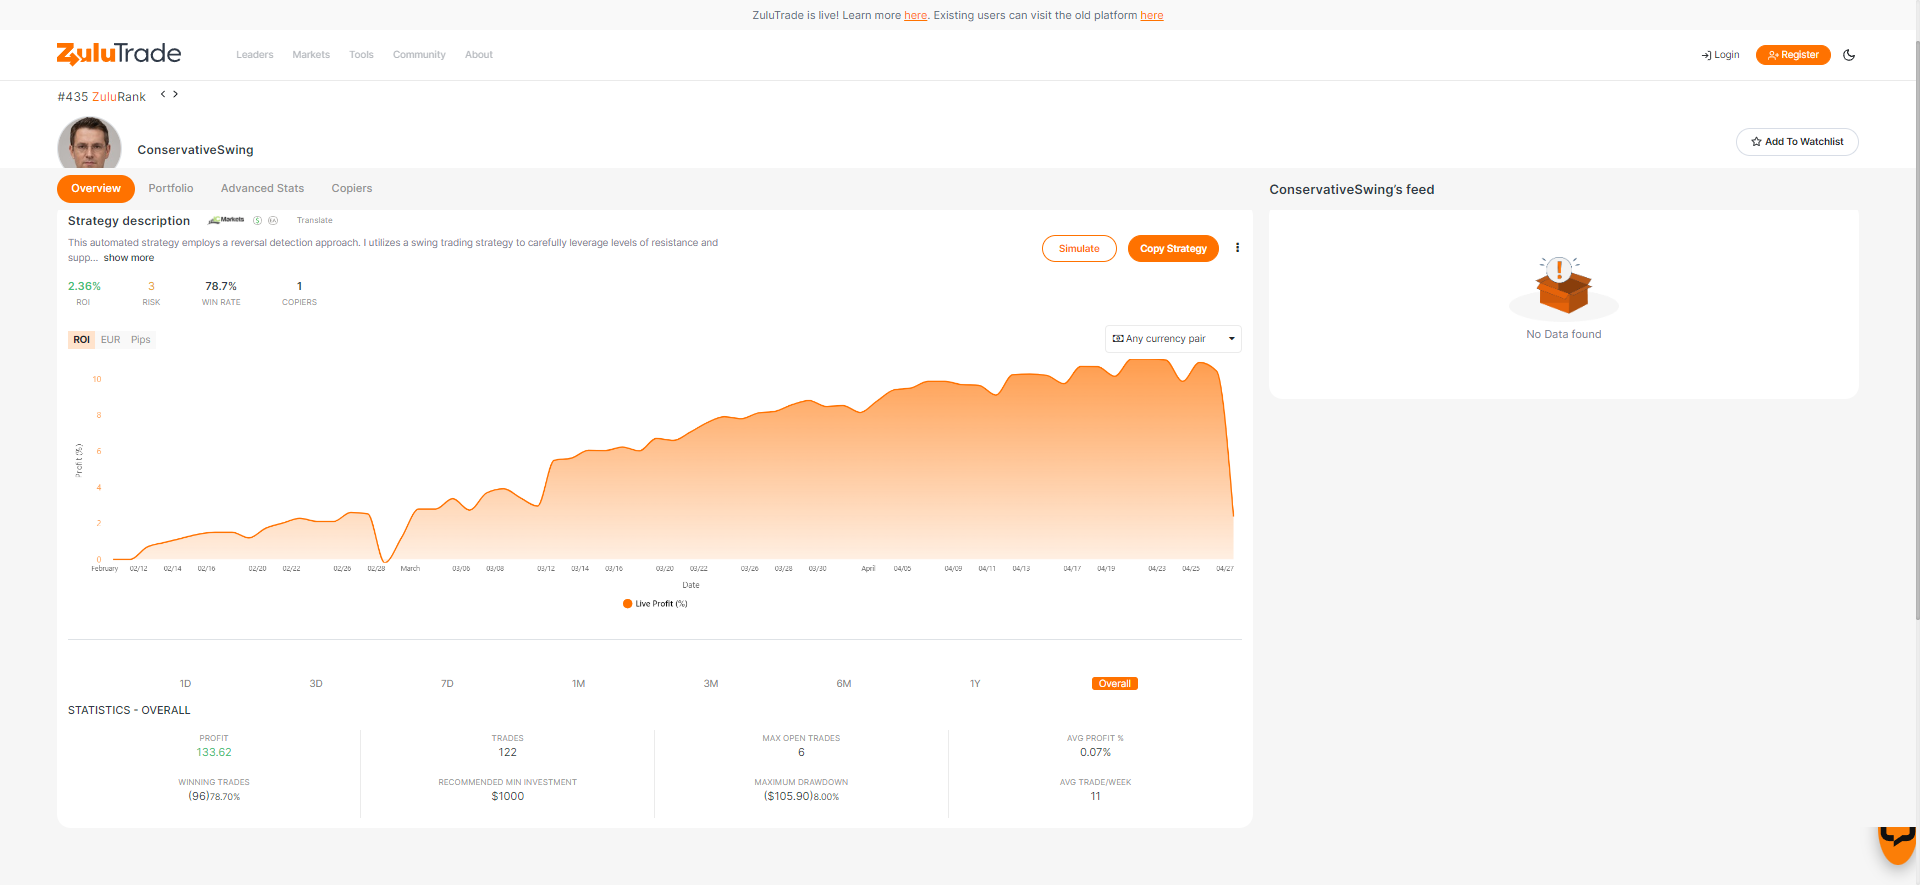 ZuluTrade is live! Learn more here. Existing users can visit the old platform here
ZuluTrade
Leaders
Markets
Tools
Community
About
Login
Register
#435 ZuluRank
ConservativeSwing
Add To Watchlist
Overview
Portfolio
Advanced Stats
Copiers
ConservativeSwing's feed
Strategy description
Markets
Translate
This automated strategy employs a reversal detection approach. I utilizes a swing trading strategy to carefully leverage levels of resistance and
supp... show more
Simulate
Copy Strategy
2.36%
3
78.7%
1
ROI
RISK
WIN RATE
COPIERS
No Data found
ROI
EUR
Pips
Any currency pair
10
8
6
4
2
0
Profit (%)
February
02/12
02/14
02/16
02/20
02/22
02/26
02/28
March
03/06
03/08
03/12
03/14
03/16
03/20
03/22
03/26
03/28
03/30
April
04/05
04/09
04/11
04/13
04/17
04/19
04/23
04/25
04/27
Date
Live Profit (%)
1D
3D
7D
1M
3M
6M
1Y
Overall
STATISTICS - OVERALL
PROFIT
133.62
TRADES
122
MAX OPEN TRADES
6
AVG PROFIT %
0.07%
WINNING TRADES
(96)78.70%
RECOMMENDED MIN INVESTMENT
$1000
MAXIMUM DRAWDOWN
($105.90)8.00%
AVG TRADE/WEEK
11